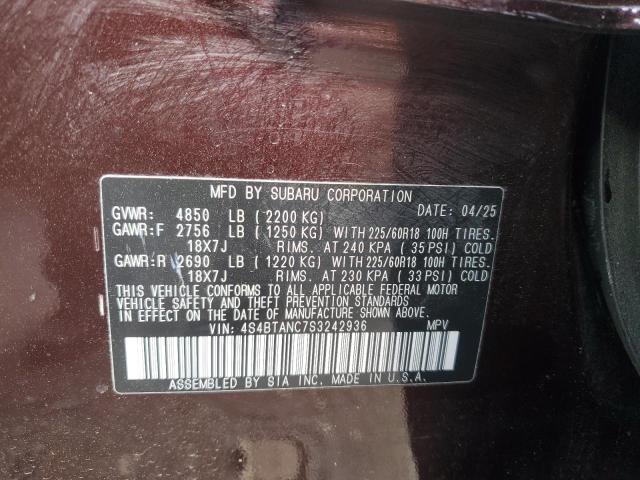 MFD BY SUBARU CORPORATION
GVWR: 4850 LB (2200 KG) DATE: 04/25
GAWR:F 2756 LB (1250 KG) WITH 225/60R18 100H TIRES.
18X7J RIMS. AT 240 KPA (35 PSI) COLD
GAWR:R 2690 LB (1220 KG) WITH 225/60R18 100H TIRES.
18X7J RIMS. AT 230 KPA (33 PSI) COLD
THIS VEHICLE CONFORMS TO ALL APPLICABLE FEDERAL MOTOR
VEHICLE SAFETY, BUMPER, AND THEFT PREVENTION STANDARDS
IN EFFECT ON THE DATE OF MANUFACTURE SHOWN ABOVE.
VIN: 4S4BTANC7S3242936 MPV
ASSEMBLED BY SIA INC. MADE IN U.S.A.